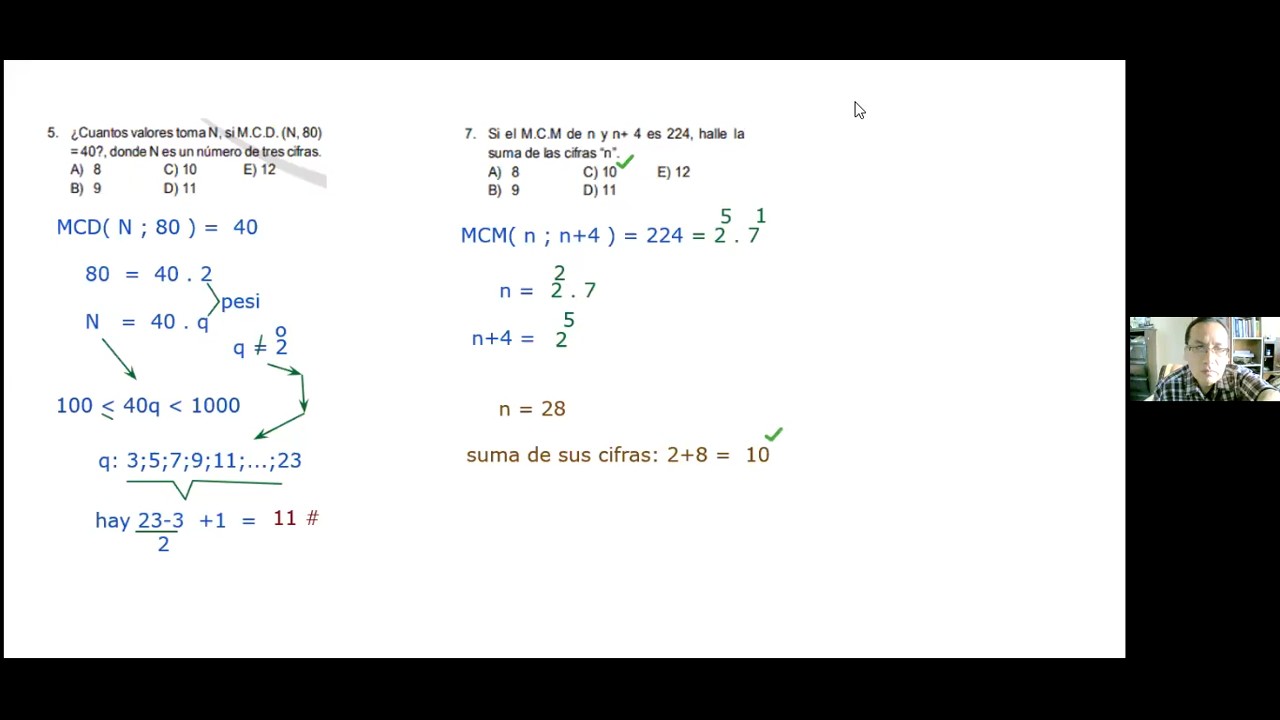 5. ¿Cuantos valores toma N, si M.C.D. (N, 80)
= 40?, donde N es un número de tres cifras.
A) 8 C) 10 E) 12
B) 9 D) 11
MCD( N ; 80 ) = 40
80 = 40 . 2
pesi
N = 40 . q
o
q ≠ 2
100 ≤ 40q < 1000
q: 3;5;7;9;11;...;23
hay 23-3 +1 = 11 #
2
7. Si el M.C.M de n y n+ 4 es 224, halle la
suma de las cifras “n”.
A) 8 C) 10 E) 12
B) 9 D) 11
5 1
MCM( n ; n+4 ) = 224 = 2 . 7
2
n = 2 . 7
5
n+4 = 2
n = 28
suma de sus cifras: 2+8 = 10